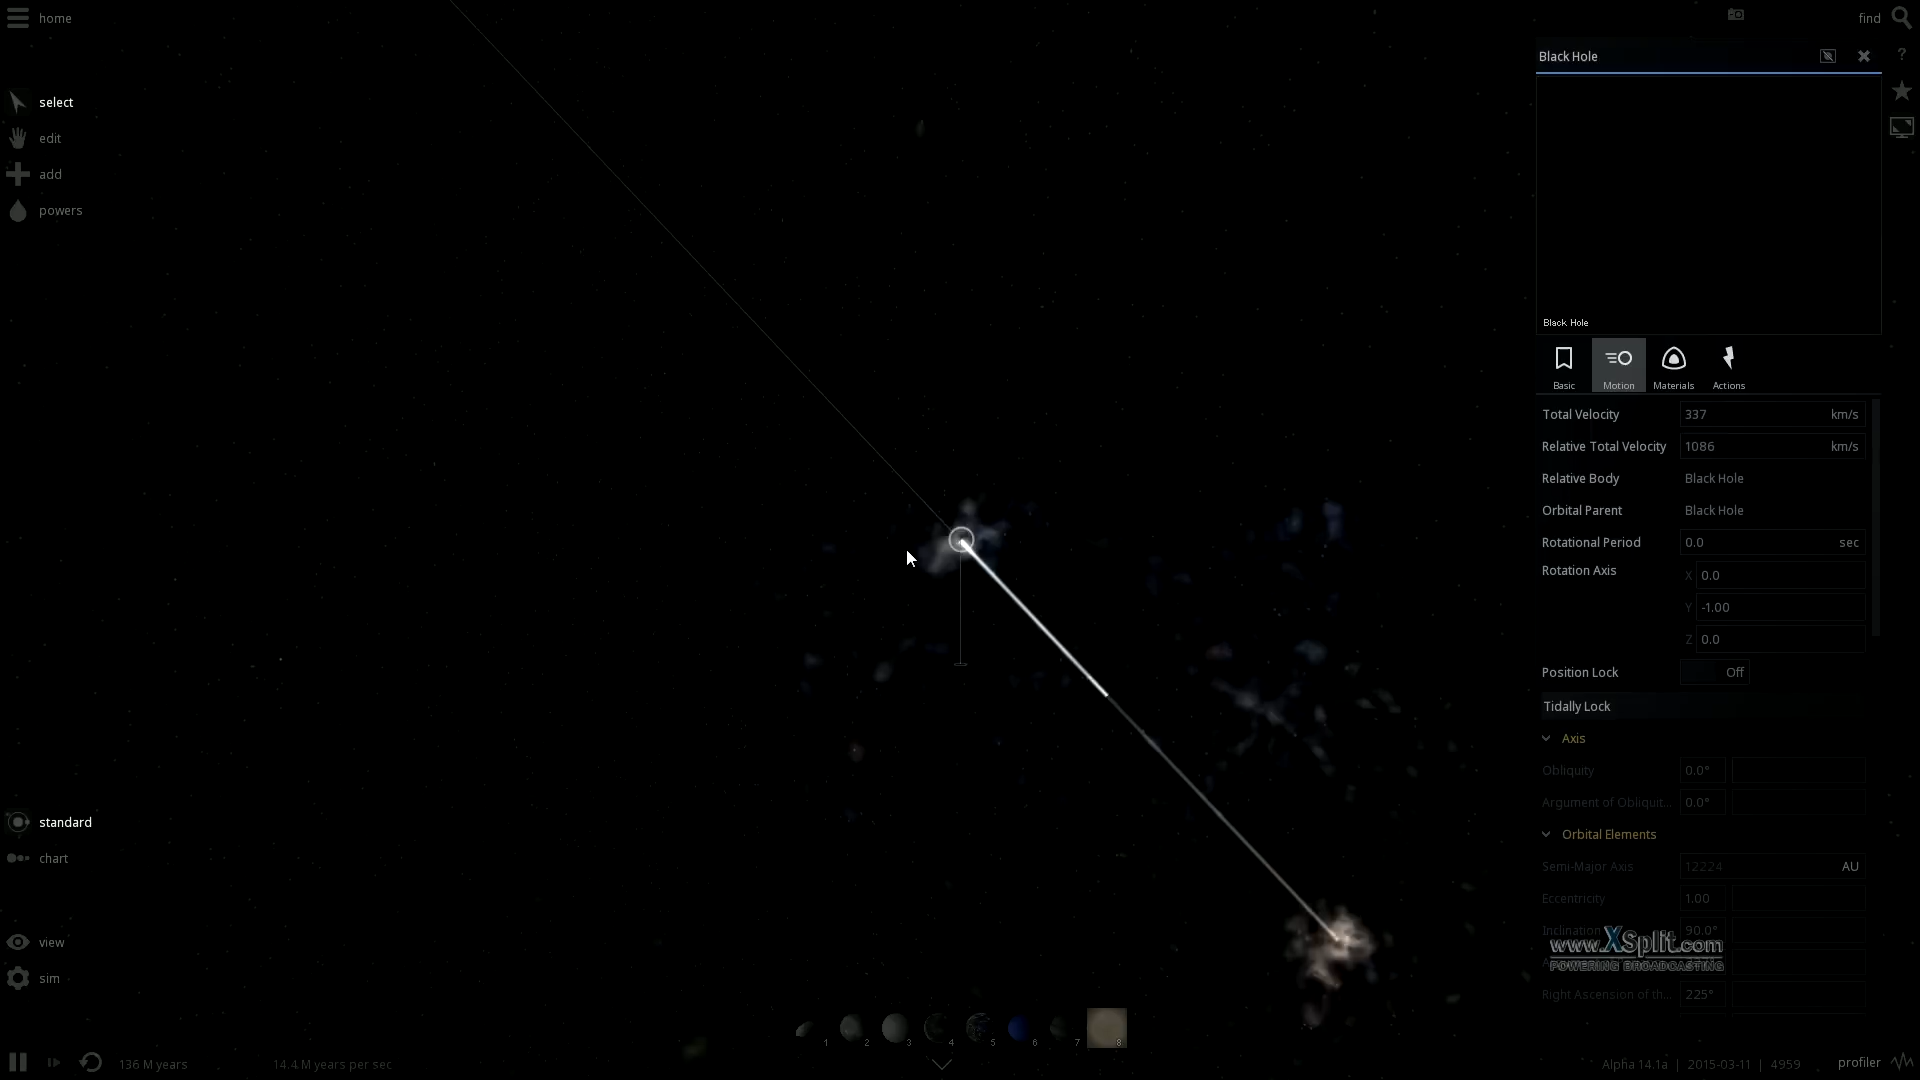 home
find
Black Hole
?
select
edit
add
powers
Black Hole
Basic Motion Materials Actions
Total Velocity 337 km/s
Relative Total Velocity 1086 km/s
Relative Body Black Hole
Orbital Parent Black Hole
Rotational Period 0.0 sec
Rotation Axis X 0.0
Y -1.00
Z 0.0
Position Lock Off
Tidally Lock
Axis
Obliquity 0.0°
Argument of Obliquit... 0.0°
standard
Orbital Elements
chart
Semi-Major Axis 12224 AU
Eccentricity 1.00
Inclination 90.0°
view
www.XSplit.com
POWERING BROADCASTING
sim
Right Ascension of th... 225°
1 2 3 4 5 6 7 8
136 M years 14.4 M years per sec
Alpha 14.1a | 2015-03-11 | 4959 profiler